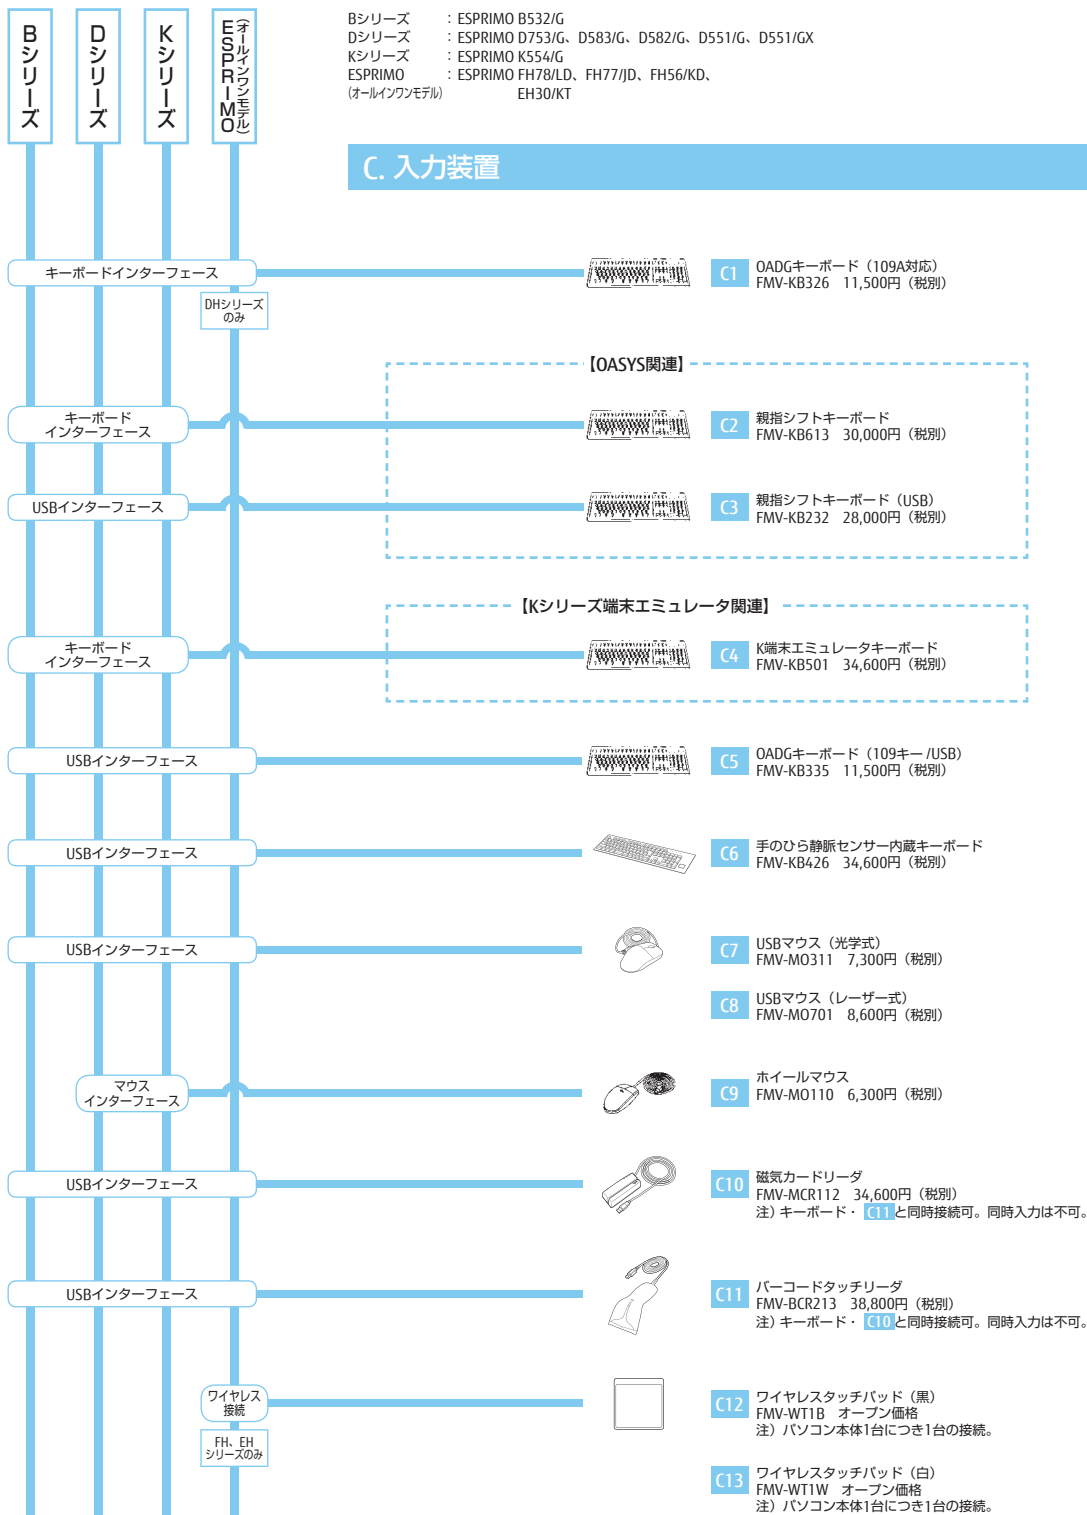 Bシリーズ
Dシリーズ
Kシリーズ
ESPRIMO
(オールインワンモデル)
Bシリーズ : ESPRIMO B532/G
Dシリーズ : ESPRIMO D753/G、D583/G、D582/G、D551/G、D551/GX
Kシリーズ : ESPRIMO K554/G
ESPRIMO : ESPRIMO FH78/LD、FH77/JD、FH56/KD、
(オールインワンモデル) EH30/KT
C. 入力装置
キーボードインターフェース
DHシリーズ
のみ
C1 OADGキーボード（109A対応）
FMV-KB326 11,500円（税別）
【OASYS関連】
キーボード
インターフェース
C2 親指シフトキーボード
FMV-KB613 30,000円（税別）
USBインターフェース
C3 親指シフトキーボード（USB）
FMV-KB232 28,000円（税別）
【Kシリーズ端末エミュレータ関連】
キーボード
インターフェース
C4 K端末エミュレータキーボード
FMV-KB501 34,600円（税別）
USBインターフェース
C5 OADGキーボード（109キー/USB）
FMV-KB335 11,500円（税別）
USBインターフェース
C6 手のひら静脈センサー内蔵キーボード
FMV-KB426 34,600円（税別）
USBインターフェース
C7 USBマウス（光学式）
FMV-MO311 7,300円（税別）
C8 USBマウス（レーザー式）
FMV-MO701 8,600円（税別）
マウス
インターフェース
C9 ホイールマウス
FMV-MO110 6,300円（税別）
USBインターフェース
C10 磁気カードリーダ
FMV-MCR112 34,600円（税別）
注）キーボード・ C11 と同時接続可。同時入力は不可。
USBインターフェース
C11 バーコードタッチリーダ
FMV-BCR213 38,800円（税別）
注）キーボード・ C10 と同時接続可。同時入力は不可。
ワイヤレス
接続
FH、EH
シリーズのみ
C12 ワイヤレスタッチパッド（黒）
FMV-WT1B オープン価格
注）パソコン本体1台につき1台の接続。
C13 ワイヤレスタッチパッド（白）
FMV-WT1W オープン価格
注）パソコン本体1台につき1台の接続。